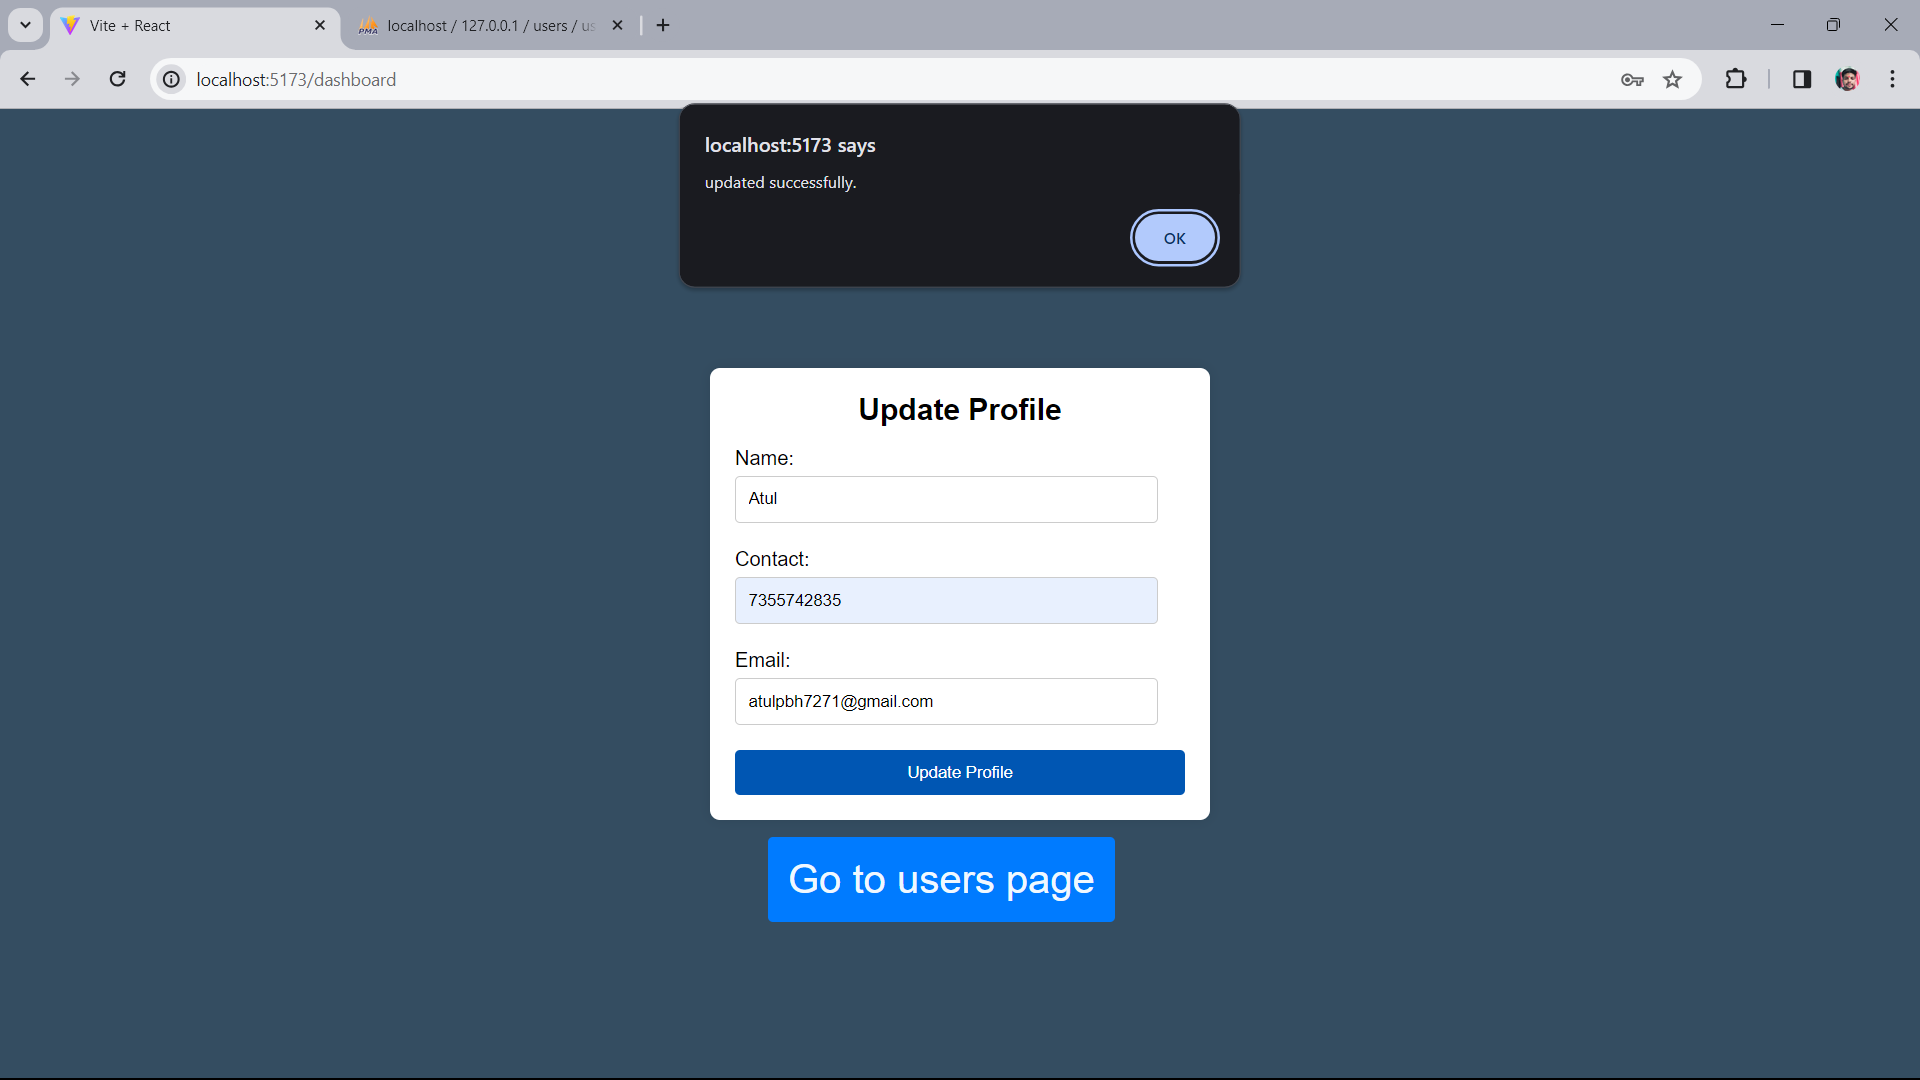 Vite + React
localhost / 127.0.0.1 / users / us
PMA
localhost:5173/dashboard
localhost:5173 says
updated successfully.
OK
Update Profile
Name:
Atul
Contact:
7355742835
Email:
atulpbh7271@gmail.com
Update Profile
Go to users page